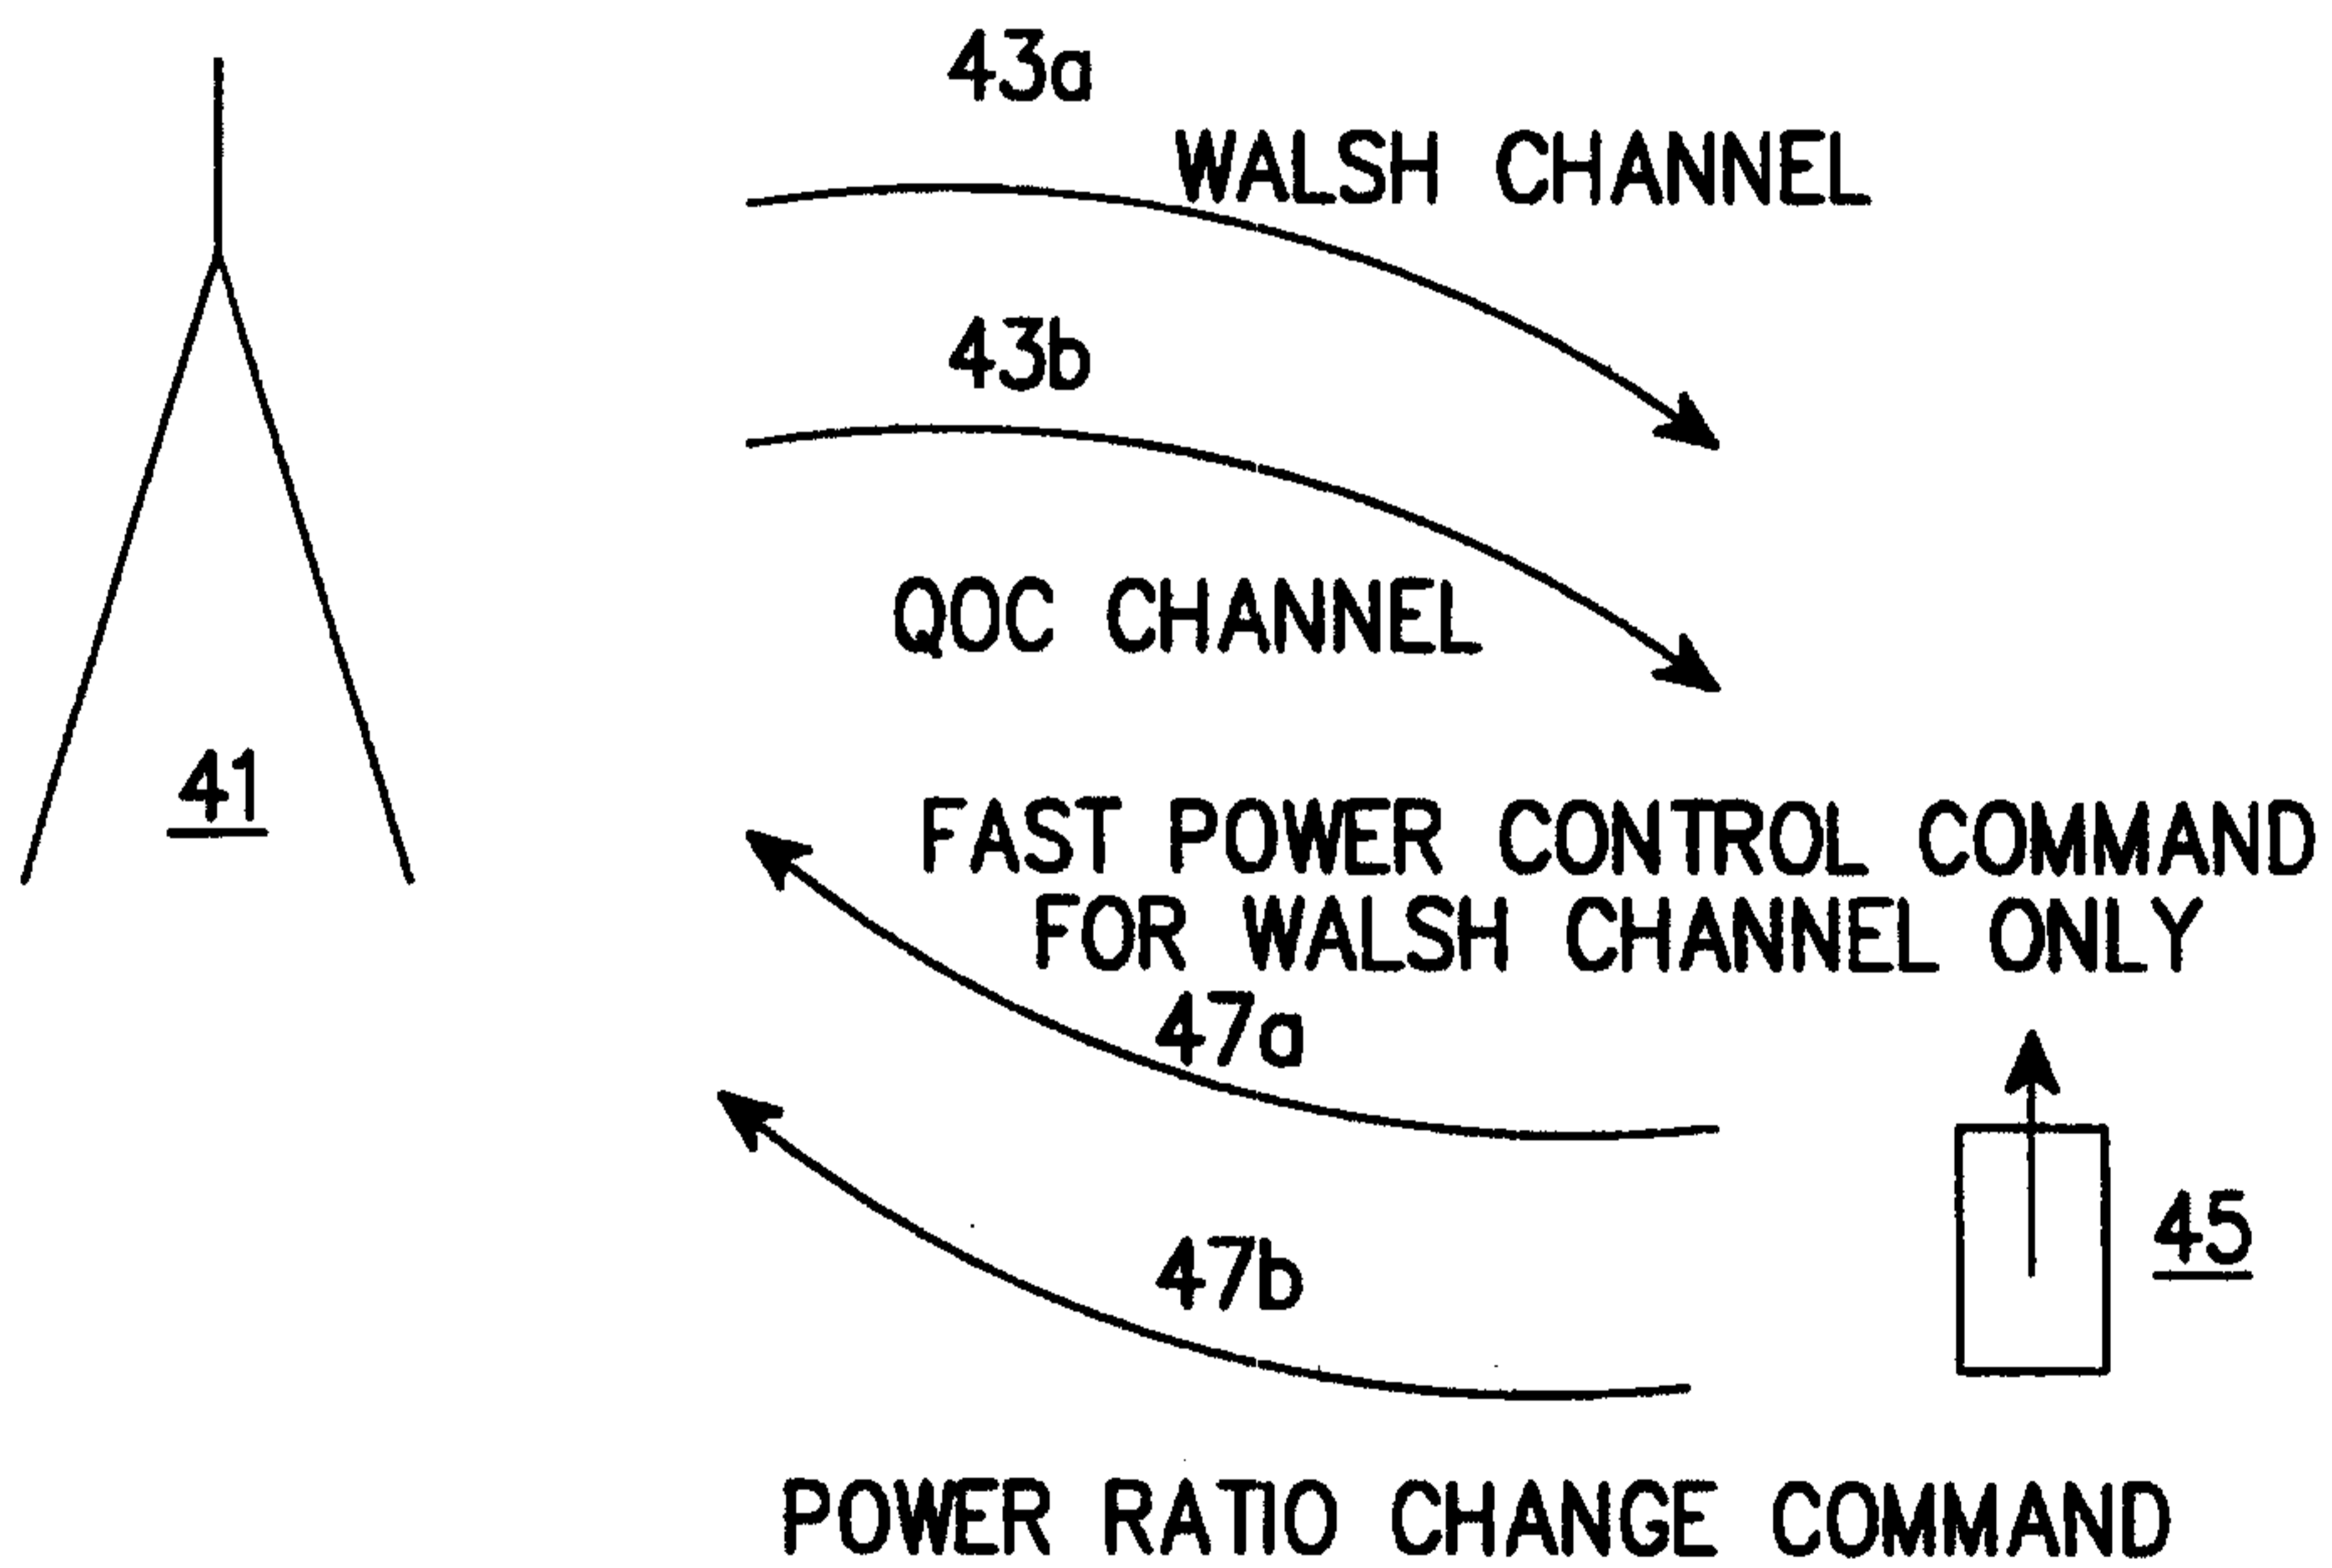 43a
WALSH CHANNEL
43b
QOC CHANNEL
41
FAST POWER CONTROL COMMAND
FOR WALSH CHANNEL ONLY
47a
45
47b
POWER RATIO CHANGE COMMAND